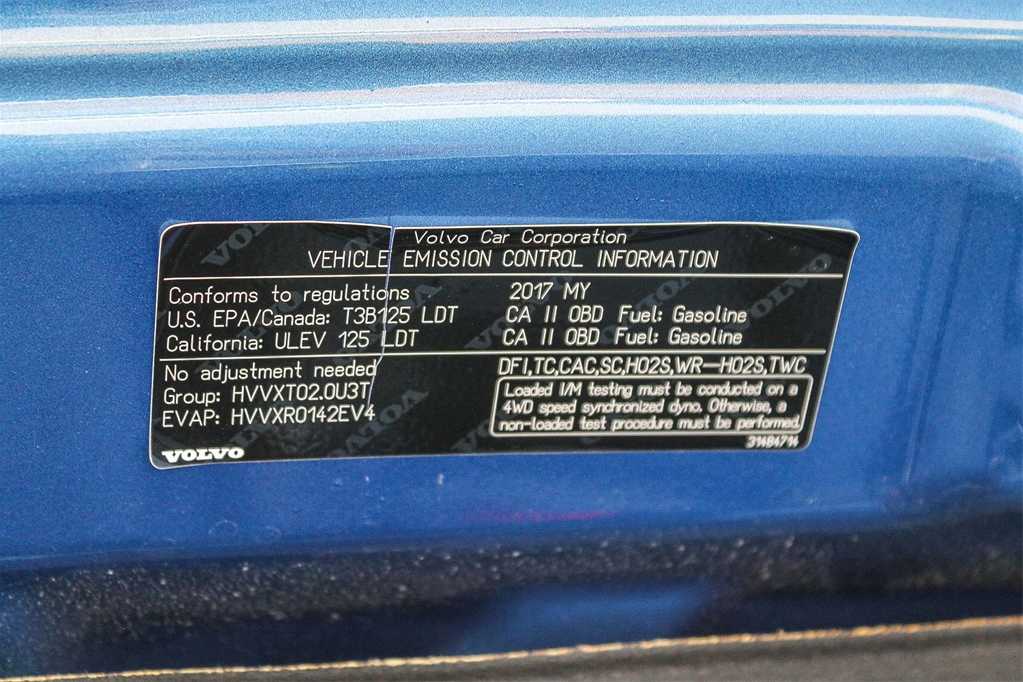 Volvo Car Corporation
VEHICLE EMISSION CONTROL INFORMATION
Conforms to regulations 2017 MY
U.S. EPA/Canada: T3B125 LDT CA II OBD Fuel: Gasoline
California: ULEV 125 LDT CA II OBD Fuel: Gasoline
No adjustment needed DFI,TC,CAC,SC,HO2S,WR-HO2S,TWC
Group: HVVXT02.0U3T
EVAP: HVVXR0142EV4
Loaded I/M testing must be conducted on a
4WD speed synchronized dyno. Otherwise, a
non-loaded test procedure must be performed.
VOLVO
31484714